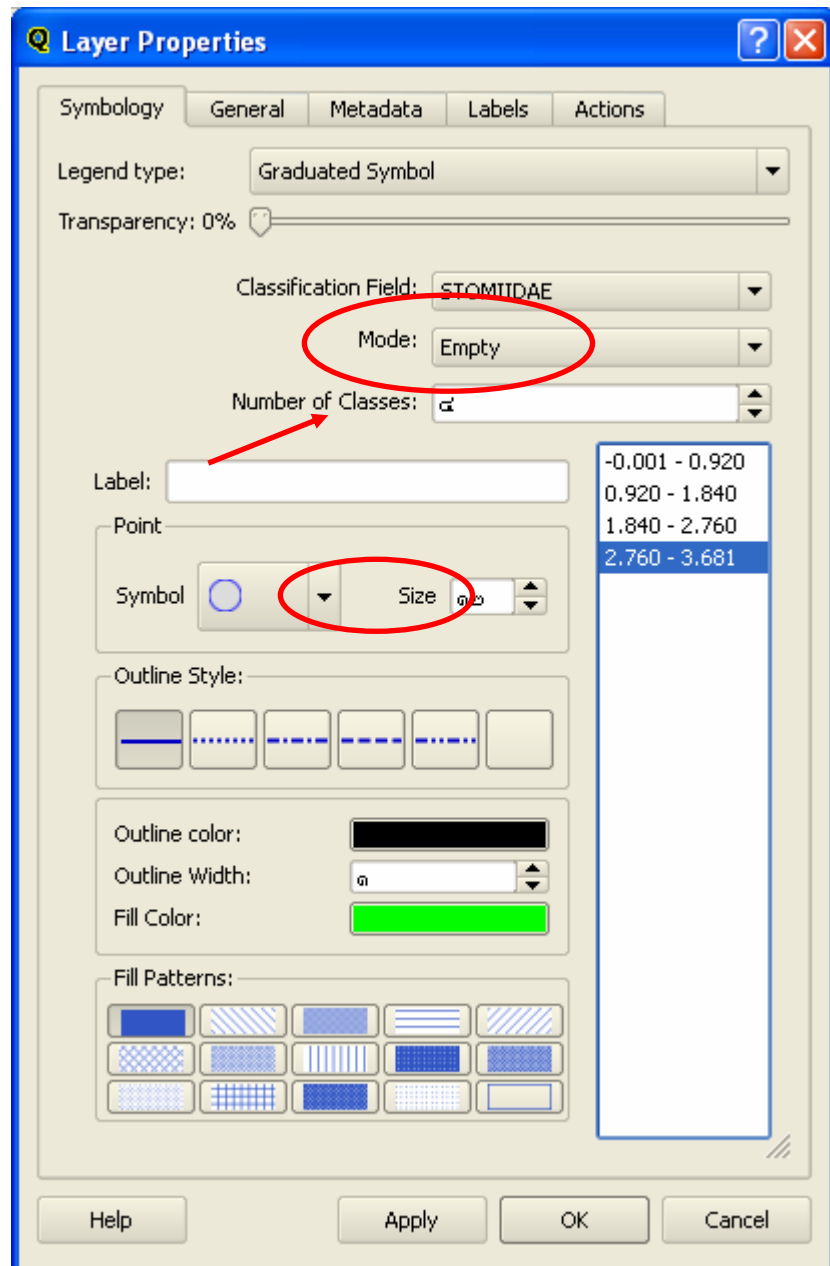 Layer Properties
Symbology General Metadata Labels Actions
Legend type: Graduated Symbol
Transparency: 0%
Classification Field: STOMIIDAE
Mode: Empty
Number of Classes: ๔
Label:
-0.001 - 0.920
0.920 - 1.840
1.840 - 2.760
2.760 - 3.681
Point
Symbol Size ๑๒
Outline Style:
Outline color:
Outline Width: ๑
Fill Color:
Fill Patterns:
Help Apply OK Cancel